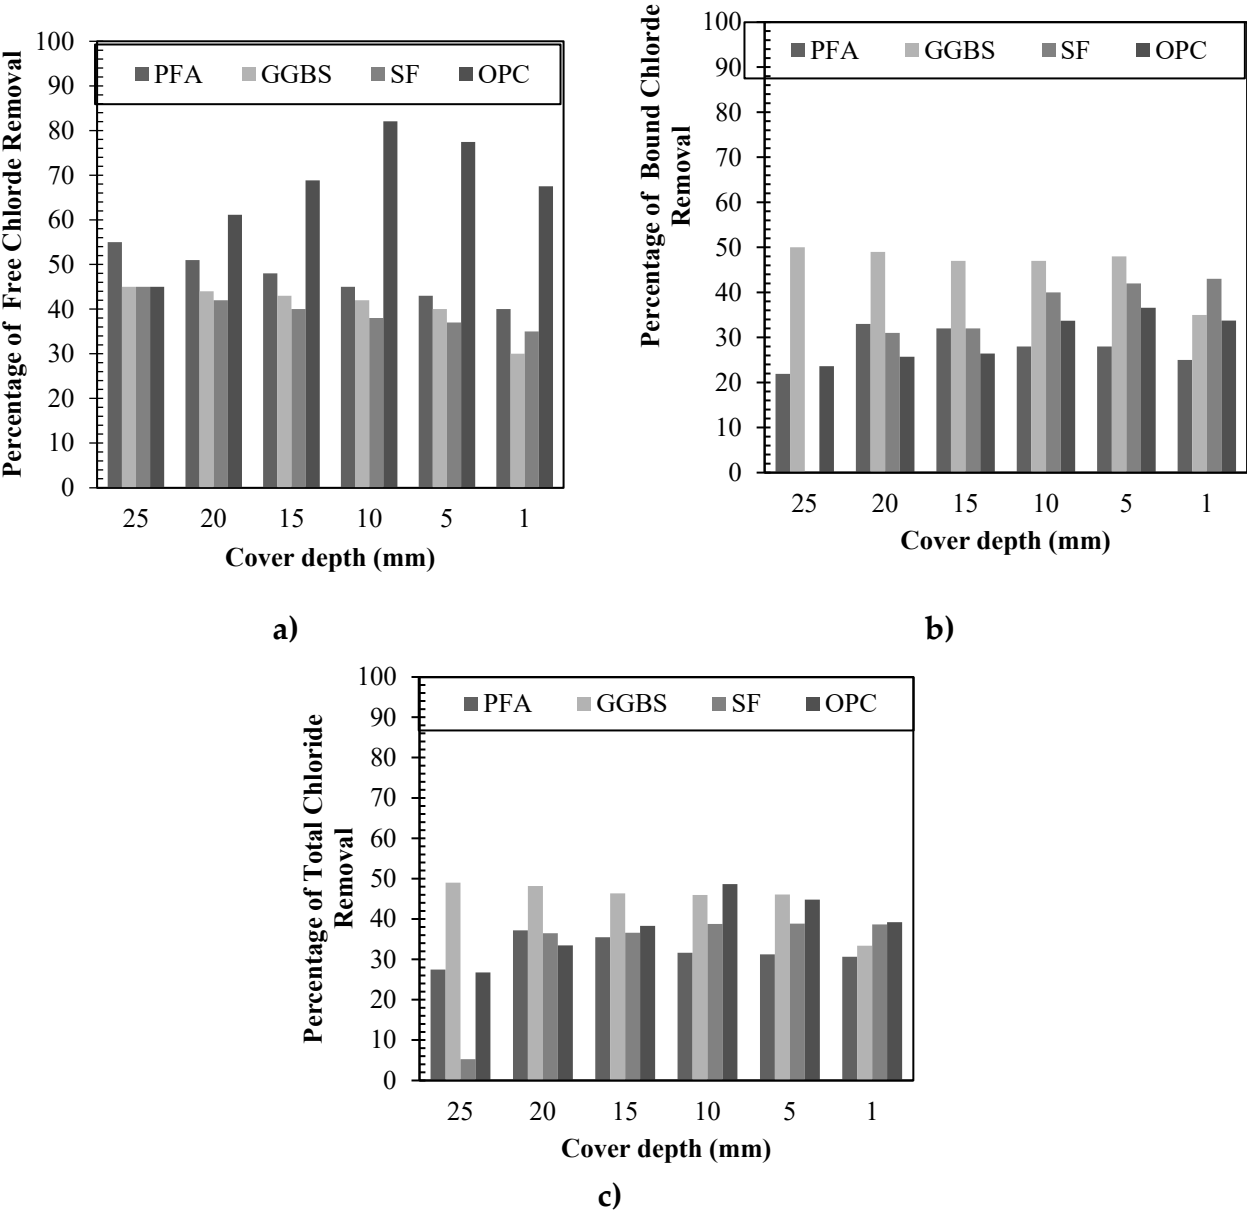 Percentage of Free Chlorde Removal
100
90
80
70
60
50
40
30
20
10
0
PFA GGBS SF OPC
25 20 15 10 5 1
Cover depth (mm)
a)
Percentage of Bound Chlorde
Removal
100
90
80
70
60
50
40
30
20
10
0
PFA GGBS SF OPC
25 20 15 10 5 1
Cover depth (mm)
b)
Percentage of Total Chloride
Removal
100
90
80
70
60
50
40
30
20
10
0
PFA GGBS SF OPC
25 20 15 10 5 1
Cover depth (mm)
c)